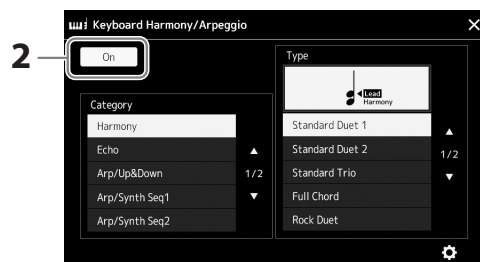 Keyboard Harmony/Arpeggio
2
On
Category
Harmony
Echo
Arp/Up&Down
Arp/Synth Seq1
Arp/Synth Seq2
1/2
Type
Lead
Harmony
Standard Duet 1
Standard Duet 2
Standard Trio
Full Chord
Rock Duet
1/2